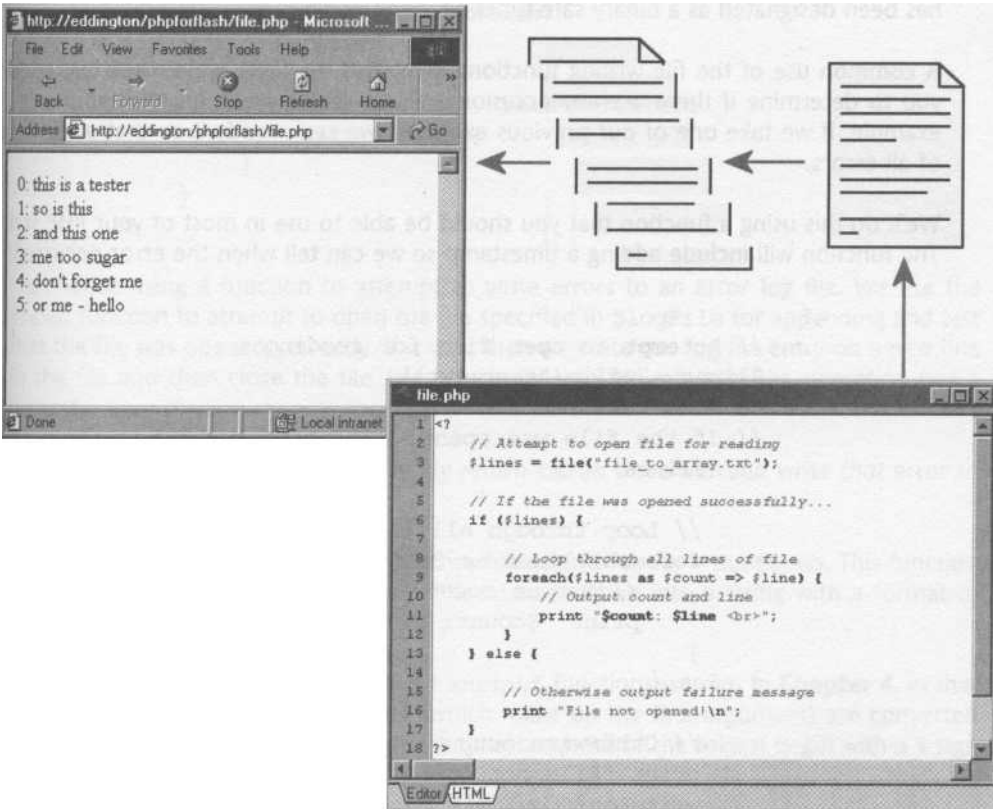 http://eddington/phpforflash/file.php - Microsoft
File Edit View Favorites Tools Help
Back Forward Stop Refresh Home
Address http://eddington/phpforflash/file.php Go
0: this is a tester
1: so is this
2: and this one
3: me too sugar
4: don't forget me
5: or me - hello
Done Local intranet
file.php
1 <?
2 // Attempt to open file for reading
3 $lines = file("file_to_array.txt");
4
5 // If the file was opened successfully...
6 if ($lines) {
7
8 // Loop through all lines of file
9 foreach($lines as $count => $line) {
10 // Output count and line
11 print "$count: $line <br>";
12 }
13 } else {
14
15 // Otherwise output failure message
16 print "File not opened!\n";
17 }
18 ?>
Editor HTML